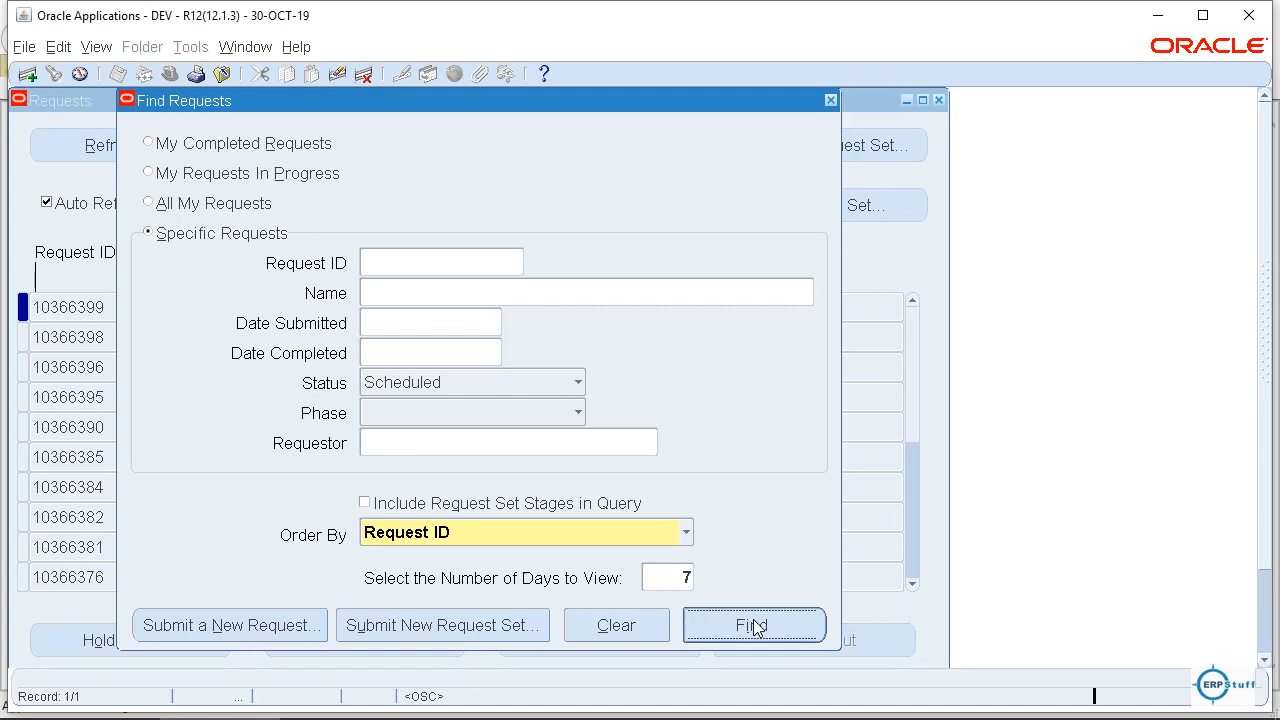 Oracle Applications - DEV - R12(12.1.3) - 30-OCT-19
File Edit View Folder Tools Window Help
ORACLE
Requests
Find Requests
Refr
est Set...
Auto Ref
Set...
Request ID
10366399
10366398
10366396
10366395
10366390
10366385
10366384
10366382
10366381
10366376
My Completed Requests
My Requests In Progress
All My Requests
Specific Requests
Request ID
Name
Date Submitted
Date Completed
Status Scheduled
Phase
Requestor
Include Request Set Stages in Query
Order By Request ID
Select the Number of Days to View: 7
Submit a New Request... Submit New Request Set... Clear Find
Hold
ut
Record: 1/1 ... <OSC>
ERPStuff